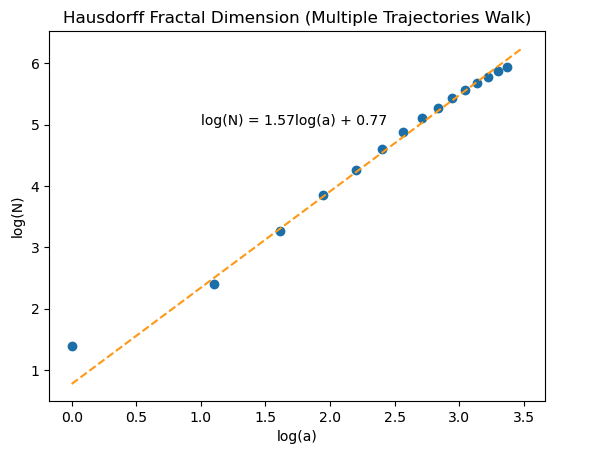 Hausdorff Fractal Dimension (Multiple Trajectories Walk)
6
5
4
3
2
1
log(N)
log(N) = 1.57log(a) + 0.77
0.0 0.5 1.0 1.5 2.0 2.5 3.0 3.5
log(a)